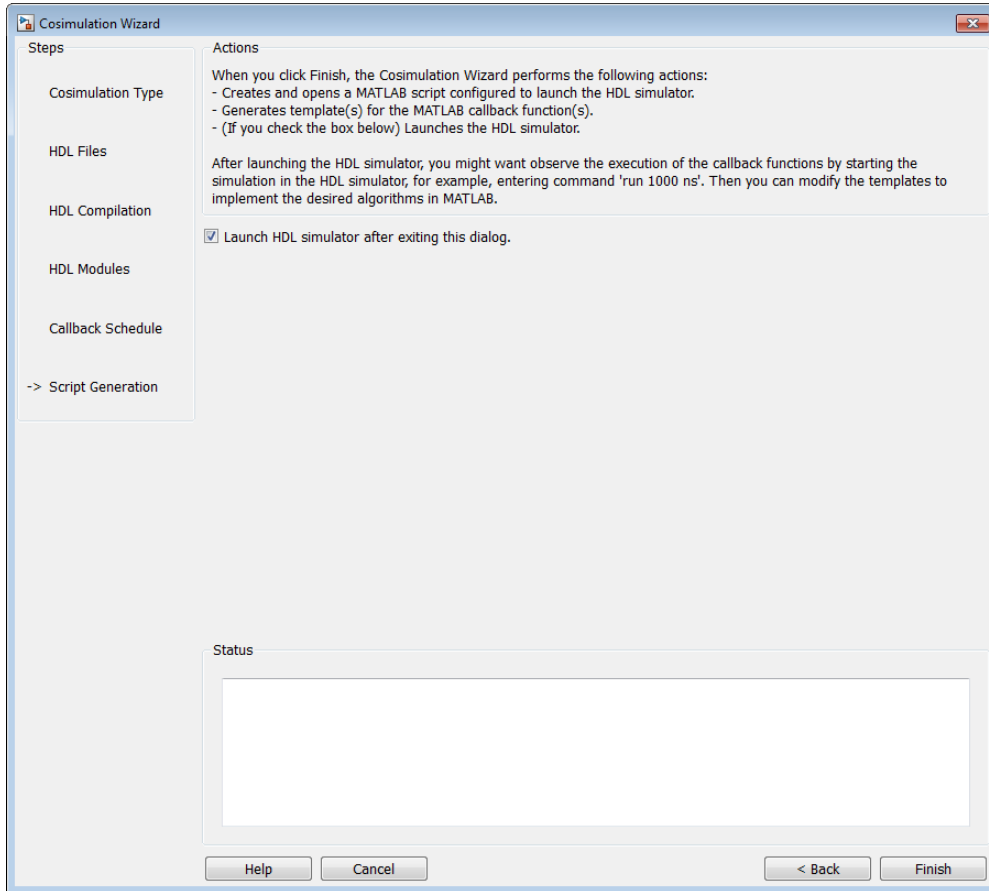 Cosimulation Wizard
Steps
Cosimulation Type
HDL Files
HDL Compilation
HDL Modules
Callback Schedule
-> Script Generation
Actions
When you click Finish, the Cosimulation Wizard performs the following actions:
- Creates and opens a MATLAB script configured to launch the HDL simulator.
- Generates template(s) for the MATLAB callback function(s).
- (If you check the box below) Launches the HDL simulator.
After launching the HDL simulator, you might want observe the execution of the callback functions by starting the
simulation in the HDL simulator, for example, entering command 'run 1000 ns'. Then you can modify the templates to
implement the desired algorithms in MATLAB.
Launch HDL simulator after exiting this dialog.
Status
Help
Cancel
< Back
Finish